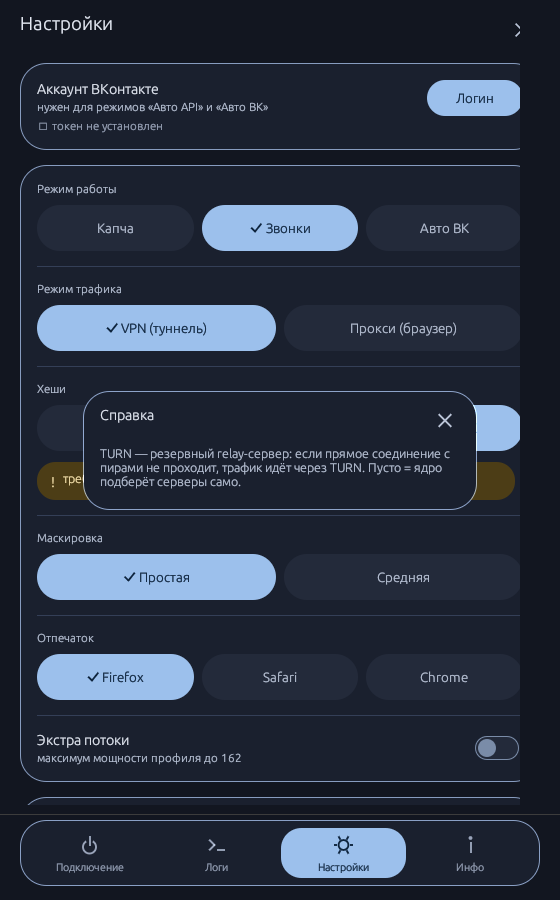 Настройки
Аккаунт ВКонтакте
нужен для режимов «Авто API» и «Авто ВК»
токен не установлен
Логин
Режим работы
Капча
Звонки
Авто ВК
Режим трафика
VPN (туннель)
Прокси (браузер)
Хеши
Справка
TURN — резервный relay-сервер: если прямое соединение с
пирами не проходит, трафик идёт через TURN. Пусто = ядро
подберёт серверы само.
!
Маскировка
Простая
Средняя
Отпечаток
Firefox
Safari
Chrome
Экстра потоки
максимум мощности профиля до 162
Подключение
Логи
Настройки
Инфо